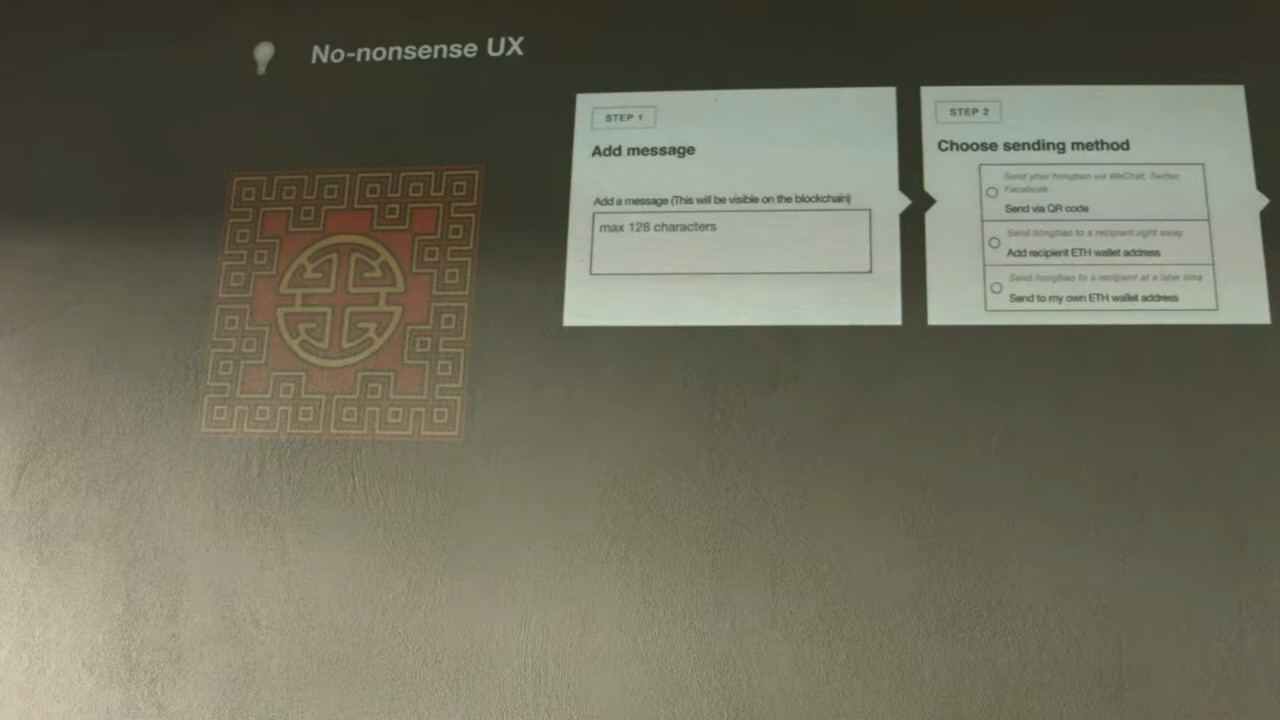 No-nonsense UX
STEP 1
Add message
Add a message (This will be visible on the blockchain)
max 128 characters
STEP 2
Choose sending method
Send your hongbao via WeChat, Twitter,
Facebook
Send via QR code
Send hongbao to a recipient right away
Add recipient ETH wallet address
Send hongbao to a recipient at a later time
Send to my own ETH wallet address